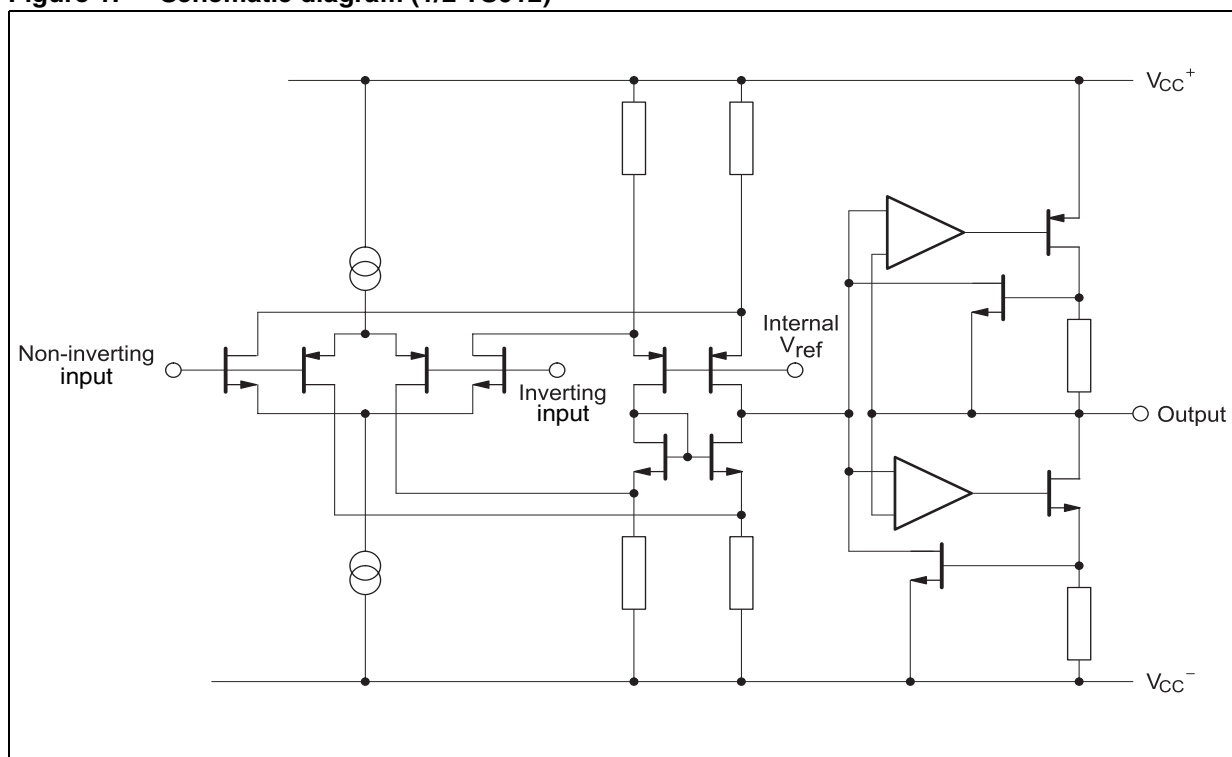 Figure 1. Schematic diagram (1/2 TS912)
VCC+
Internal
Vref
Non-inverting
input
Inverting
input
Output
VCC−